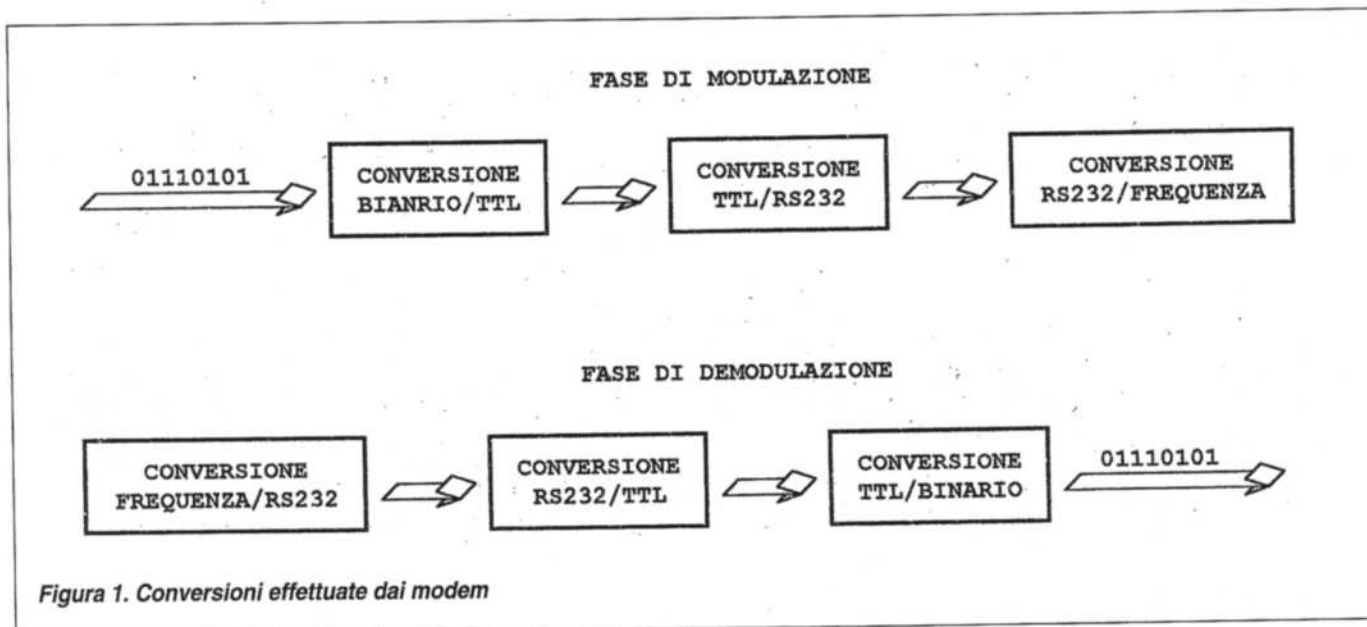 FASE DI MODULAZIONE
01110101
CONVERSIONE
BIANRIO/TTL
CONVERSIONE
TTL/RS232
CONVERSIONE
RS232/FREQUENZA
FASE DI DEMODULAZIONE
CONVERSIONE
FREQUENZA/RS232
CONVERSIONE
RS232/TTL
CONVERSIONE
TTL/BINARIO
01110101
Figura 1. Conversioni effettuate dai modem